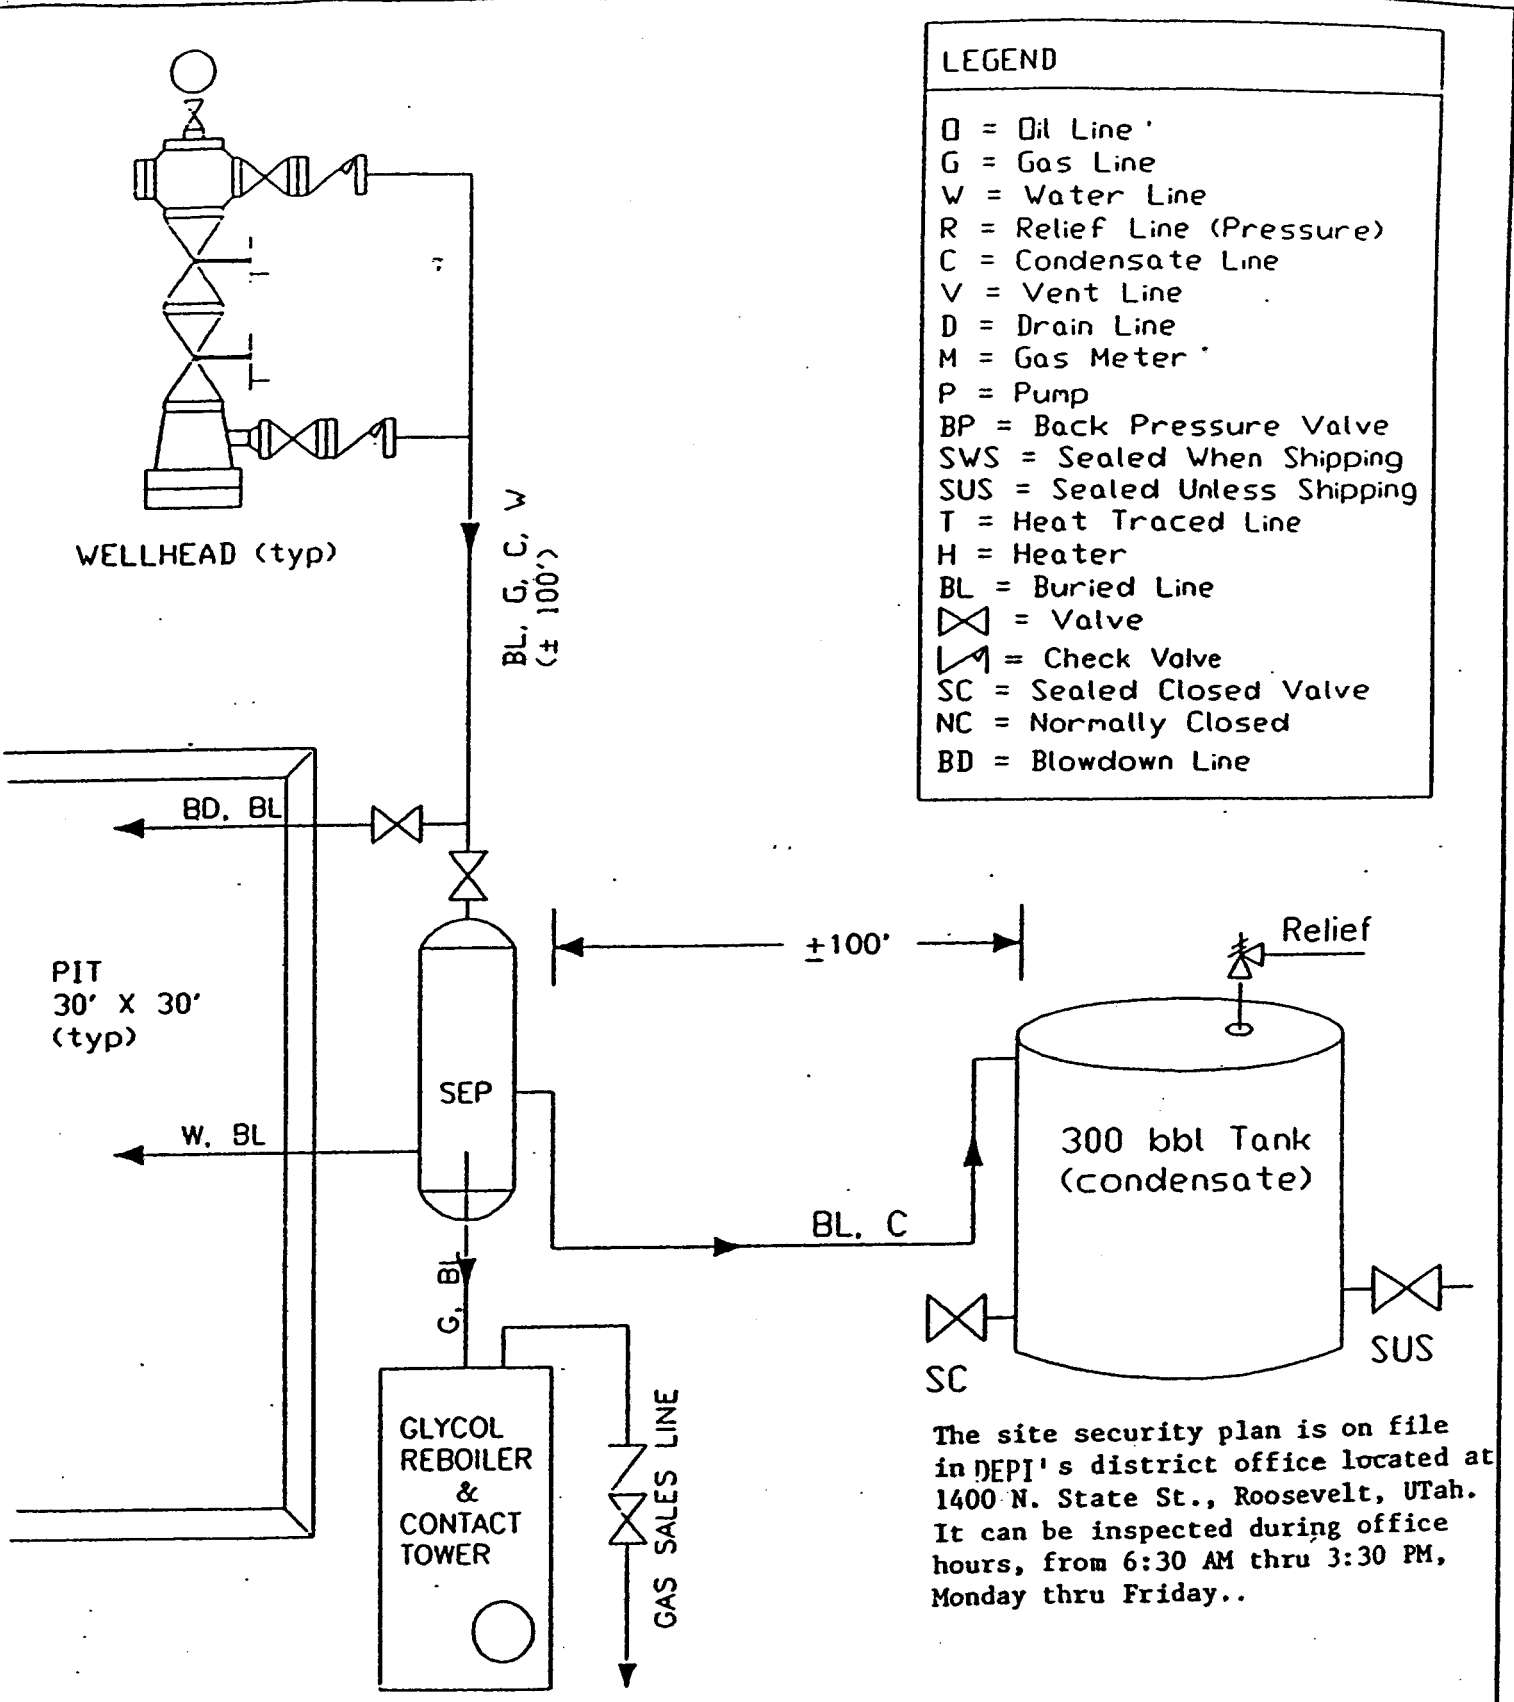 LEGEND
O = Oil Line
G = Gas Line
W = Water Line
R = Relief Line (Pressure)
C = Condensate Line
V = Vent Line
D = Drain Line
M = Gas Meter
P = Pump
BP = Back Pressure Valve
SWS = Sealed When Shipping
SUS = Sealed Unless Shipping
T = Heat Traced Line
H = Heater
BL = Buried Line
= Valve
= Check Valve
SC = Sealed Closed Valve
NC = Normally Closed
BD = Blowdown Line
WELLHEAD (typ)
BL, G, C, W
(± 100')
BD, BL
PIT
30' X 30'
(typ)
W, BL
SEP
±100'
Relief
300 bbl Tank
(condensate)
BL, C
G, BL
SC
SUS
GLYCOL
REBOILER
&
CONTACT
TOWER
GAS SALES LINE
The site security plan is on file
in DEPI's district office located at
1400 N. State St., Roosevelt, UTah.
It can be inspected during office
hours, from 6:30 AM thru 3:30 PM,
Monday thru Friday..